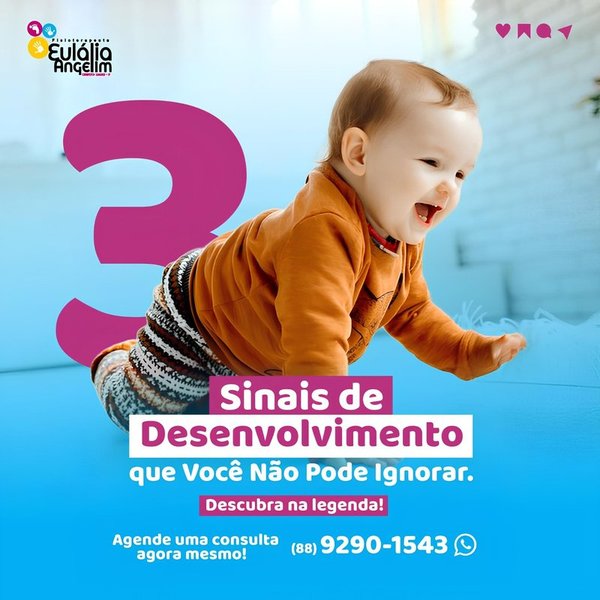 Fisioterapeuta
Eulália
Angelim
3
Sinais de
Desenvolvimento
que Você Não Pode Ignorar.
Descubra na legenda!
Agende uma consulta
agora mesmo!
(88) 9290-1543